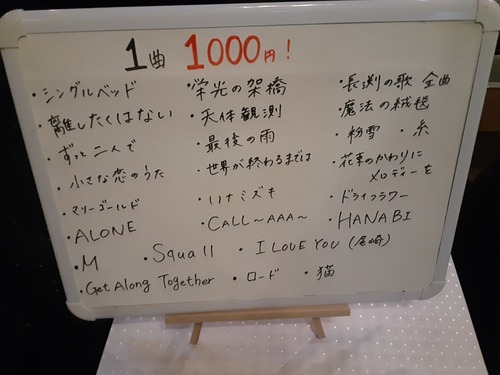 1曲 1000円!
・シングルベッド ・栄光の架橋 ・長渕の歌 全曲
・離したくはない ・天体観測 ・魔法の絨毯
・ずっと二人で ・最後の雨 ・粉雪 ・糸
・小さな恋のうた ・世界が終わるまでは ・花束のかわりにメロディーを
・マリーゴールド ・ハナミズキ ・ドライフラワー
・ALONE ・CALL〜AAA〜 ・HANABI
・M ・Squall ・I LOVE YOU (尾崎)
・Get Along Together ・ロード ・猫